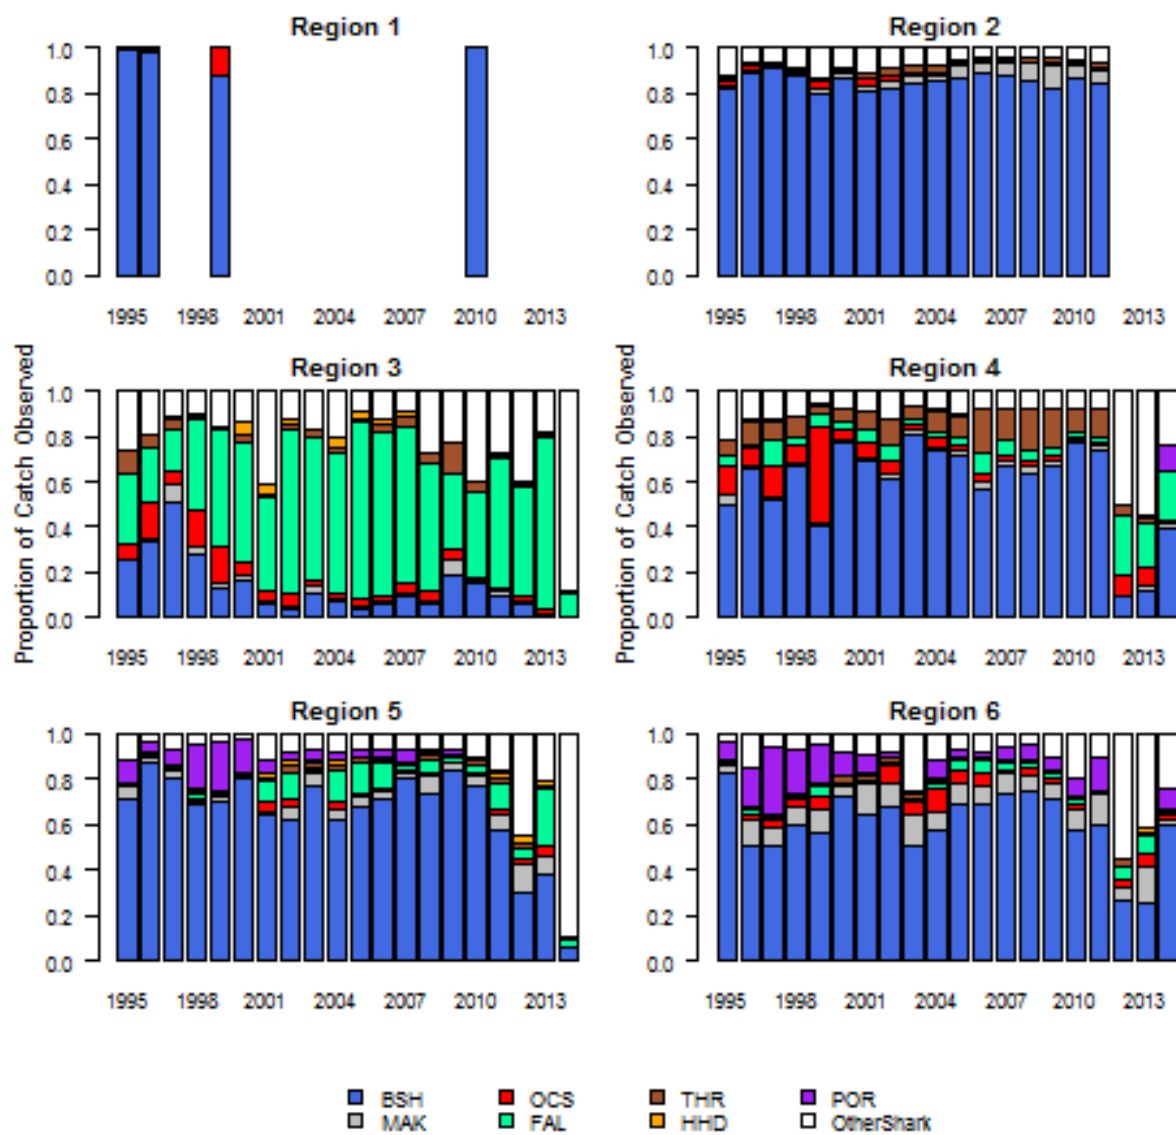 Region 1
Region 2
1.0
0.8
0.6
0.4
0.2
0.0
1.0
0.8
0.6
0.4
0.2
0.0
1995 1998 2001 2004 2007 2010 2013
1995 1998 2001 2004 2007 2010 2013
Proportion of Catch Observed
Proportion of Catch Observed
Region 3
Region 4
1.0
0.8
0.6
0.4
0.2
0.0
1.0
0.8
0.6
0.4
0.2
0.0
1995 1998 2001 2004 2007 2010 2013
1995 1998 2001 2004 2007 2010 2013
Region 5
Region 6
1.0
0.8
0.6
0.4
0.2
0.0
1.0
0.8
0.6
0.4
0.2
0.0
1995 1998 2001 2004 2007 2010 2013
1995 1998 2001 2004 2007 2010 2013
BSH OCS THR POR
MAK FAL HHD OtherShark